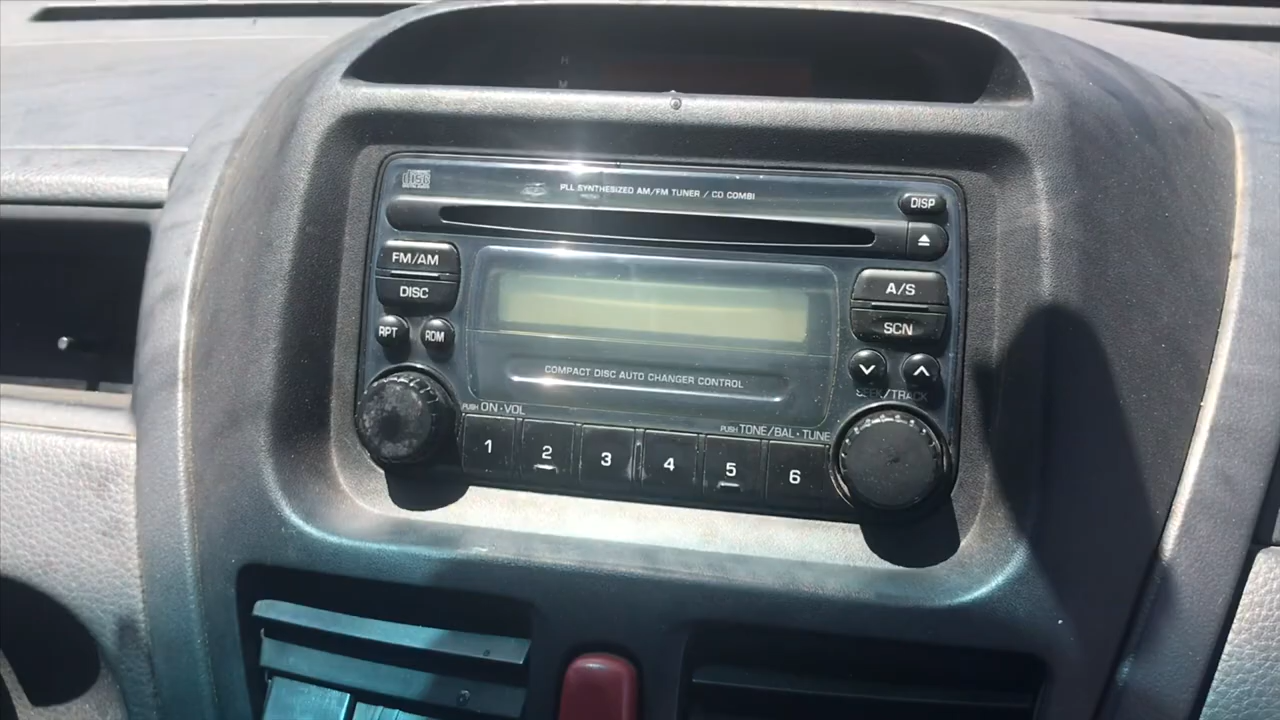 H
M
disc
PLL SYNTHESIZED AM/FM TUNER / CD COMBI
DISP
FM/AM
DISC
A/S
SCN
RPT
RDM
COMPACT DISC AUTO CHANGER CONTROL
SEEK/TRACK
PUSH ON·VOL
PUSH TONE/BAL·TUNE
1
2
3
4
5
6